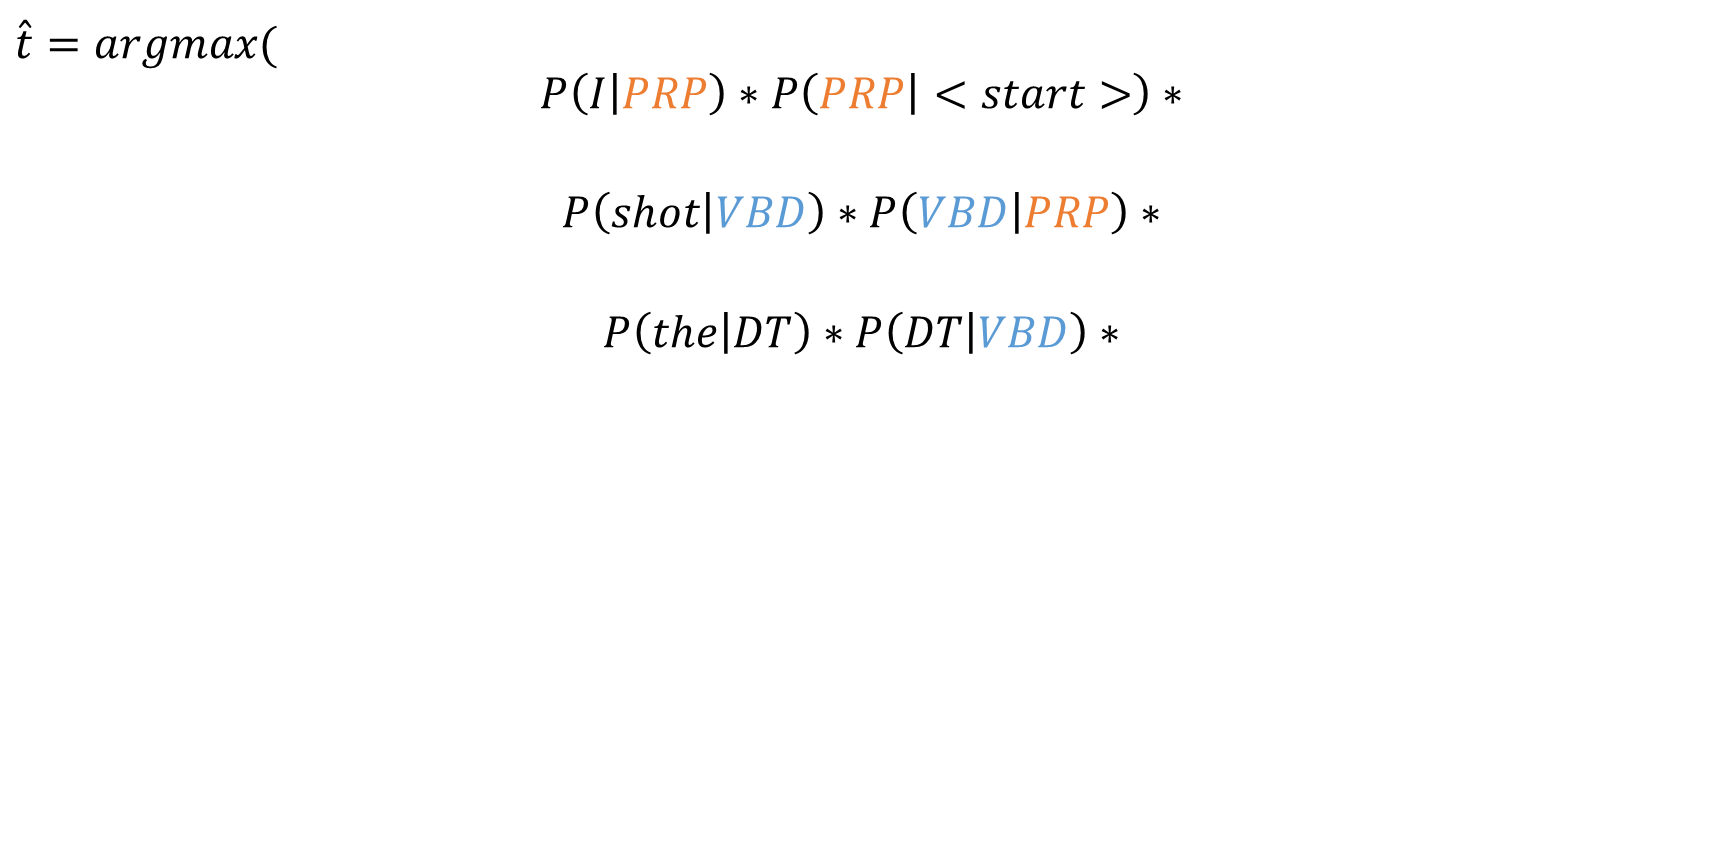 t̂ = argmax(
P(I|PRP) ∗ P(PRP| < start >) ∗
P(shot|VBD) ∗ P(VBD|PRP) ∗
P(the|DT) ∗ P(DT|VBD) ∗